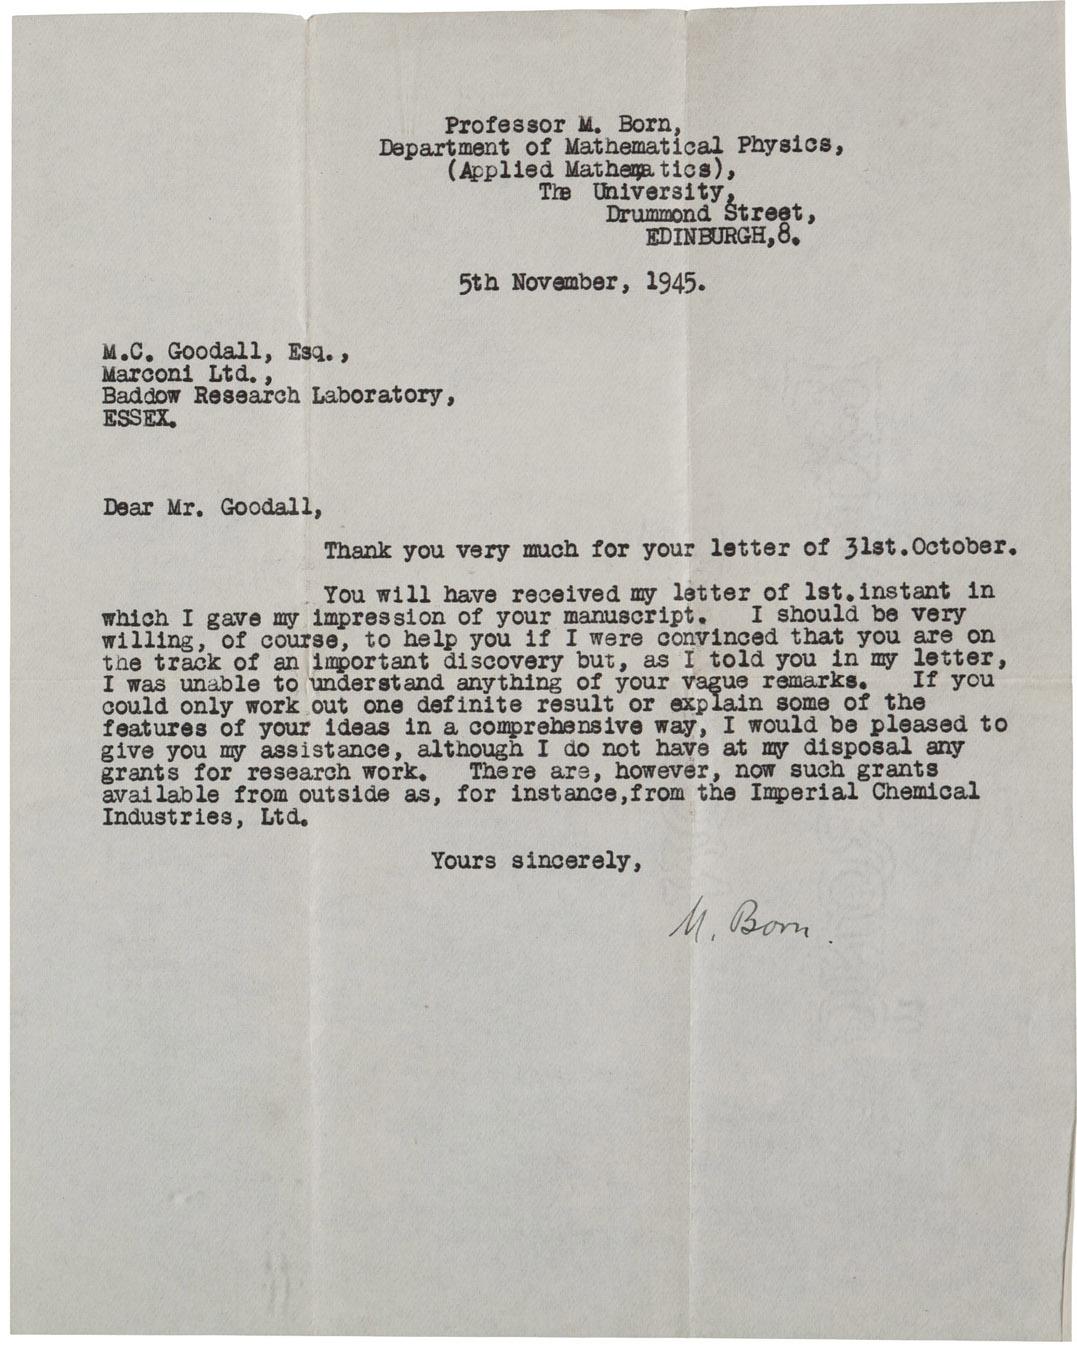 Professor M. Born,
Department of Mathematical Physics,
(Applied Mathematics),
The University,
Drummond Street,
EDINBURGH,8.
5th November, 1945.
M.C. Goodall, Esq.,
Marconi Ltd.,
Baddow Research Laboratory,
ESSEX.
Dear Mr. Goodall,
Thank you very much for your letter of 31st.October.
You will have received my letter of 1st.instant in
which I gave my impression of your manuscript. I should be very
willing, of course, to help you if I were convinced that you are on
the track of an important discovery but, as I told you in my letter,
I was unable to understand anything of your vague remarks. If you
could only work out one definite result or explain some of the
features of your ideas in a comprehensive way, I would be pleased to
give you my assistance, although I do not have at my disposal any
grants for research work. There are, however, now such grants
available from outside as, for instance,from the Imperial Chemical
Industries, Ltd.
Yours sincerely,
M. Born.